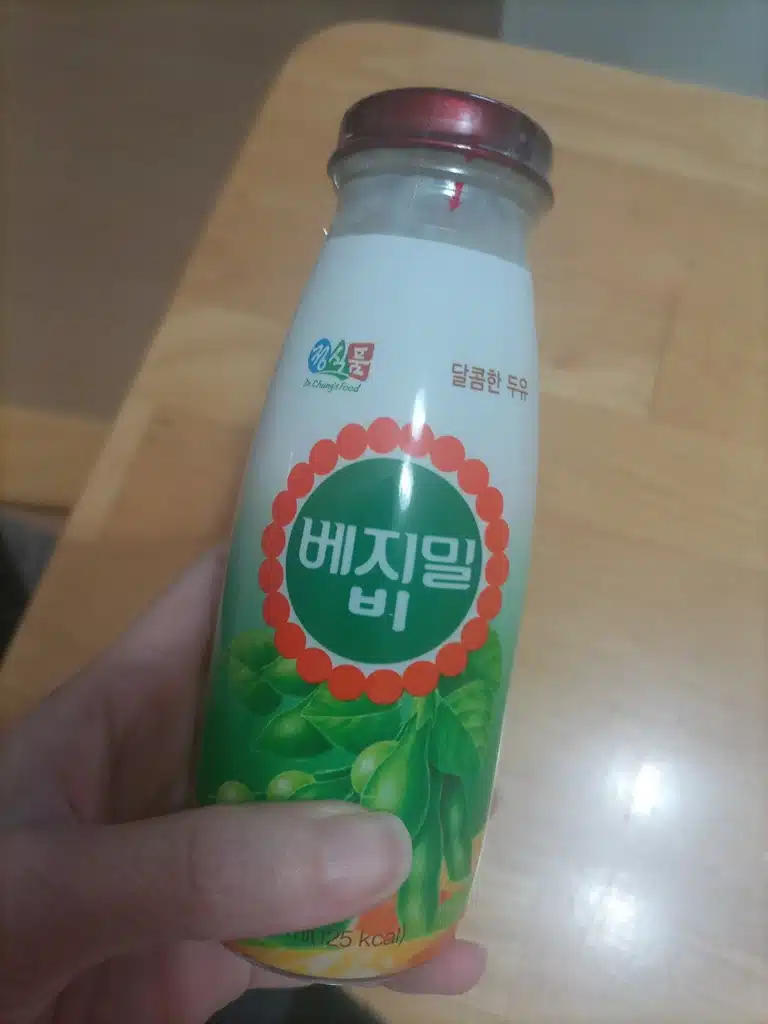 정식품
Dr.Chung's Food
달콤한 두유
베지밀
비
(125 kcal)